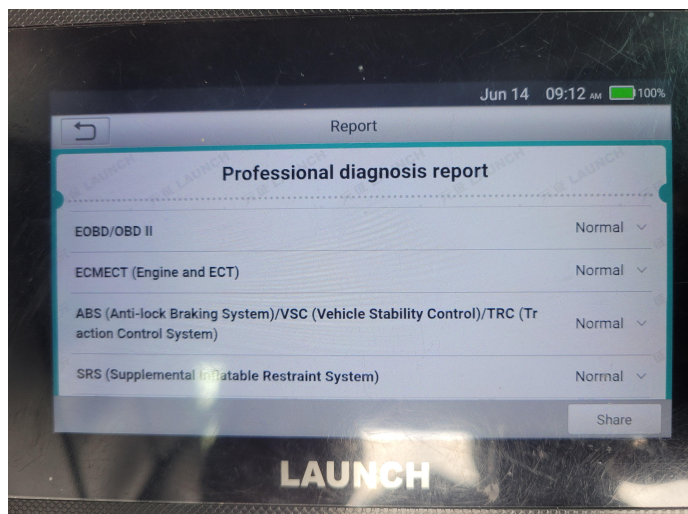 Jun 14 09:12 AM 100%
Report
Professional diagnosis report
EOBD/OBD II Normal
ECMECT (Engine and ECT) Normal
ABS (Anti-lock Braking System)/VSC (Vehicle Stability Control)/TRC (Tr
action Control System) Normal
SRS (Supplemental Inflatable Restraint System) Normal
Share
LAUNCH